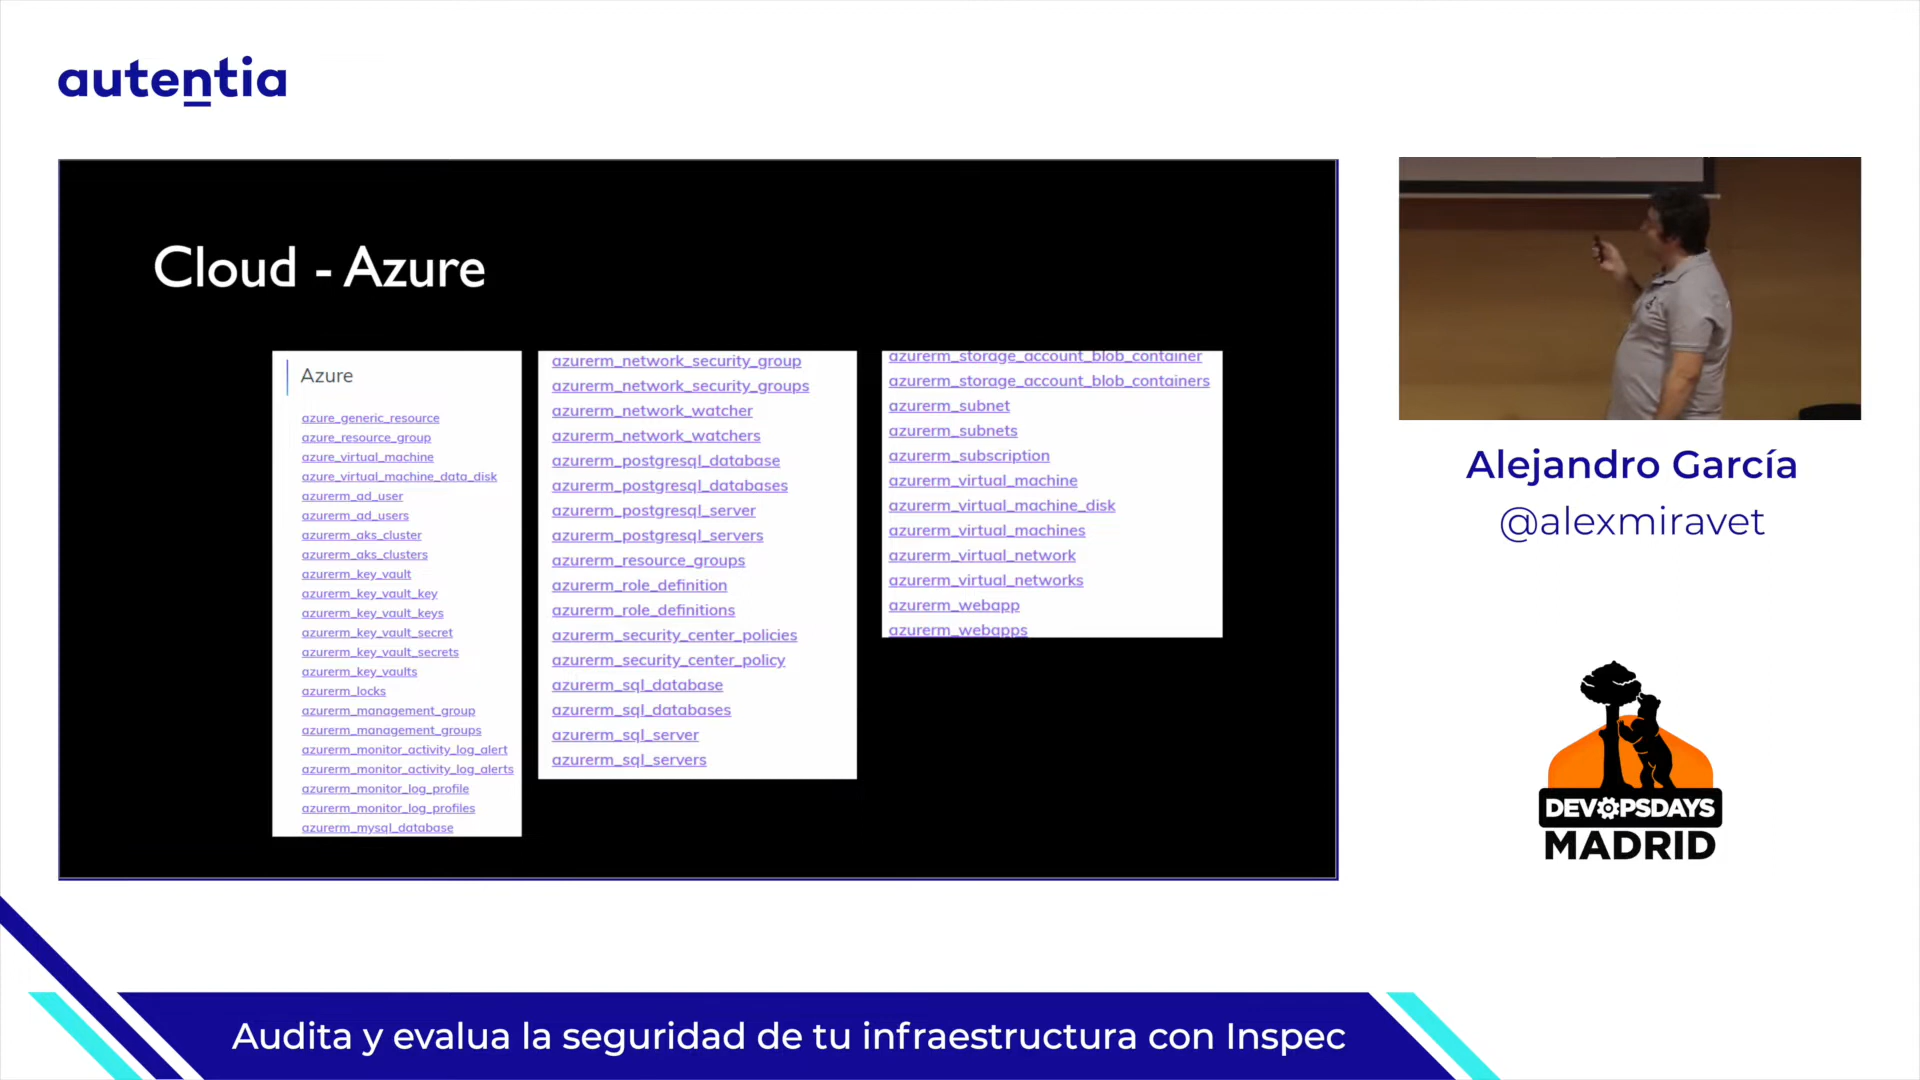 autentia
Cloud - Azure
Azure
azure_generic_resource
azure_resource_group
azure_virtual_machine
azure_virtual_machine_data_disk
azurerm_ad_user
azurerm_ad_users
azurerm_aks_cluster
azurerm_aks_clusters
azurerm_key_vault
azurerm_key_vault_key
azurerm_key_vault_keys
azurerm_key_vault_secret
azurerm_key_vault_secrets
azurerm_key_vaults
azurerm_locks
azurerm_management_group
azurerm_management_groups
azurerm_monitor_activity_log_alert
azurerm_monitor_activity_log_alerts
azurerm_monitor_log_profile
azurerm_monitor_log_profiles
azurerm_mysql_database
azurerm_network_security_group
azurerm_network_security_groups
azurerm_network_watcher
azurerm_network_watchers
azurerm_postgresql_database
azurerm_postgresql_databases
azurerm_postgresql_server
azurerm_postgresql_servers
azurerm_resource_groups
azurerm_role_definition
azurerm_role_definitions
azurerm_security_center_policies
azurerm_security_center_policy
azurerm_sql_database
azurerm_sql_databases
azurerm_sql_server
azurerm_sql_servers
azurerm_storage_account_blob_container
azurerm_storage_account_blob_containers
azurerm_subnet
azurerm_subnets
azurerm_subscription
azurerm_virtual_machine
azurerm_virtual_machine_disk
azurerm_virtual_machines
azurerm_virtual_network
azurerm_virtual_networks
azurerm_webapp
azurerm_webapps
Alejandro García
@alexmiravet
DEVOPSDAYS
MADRID
Audita y evalua la seguridad de tu infraestructura con Inspec